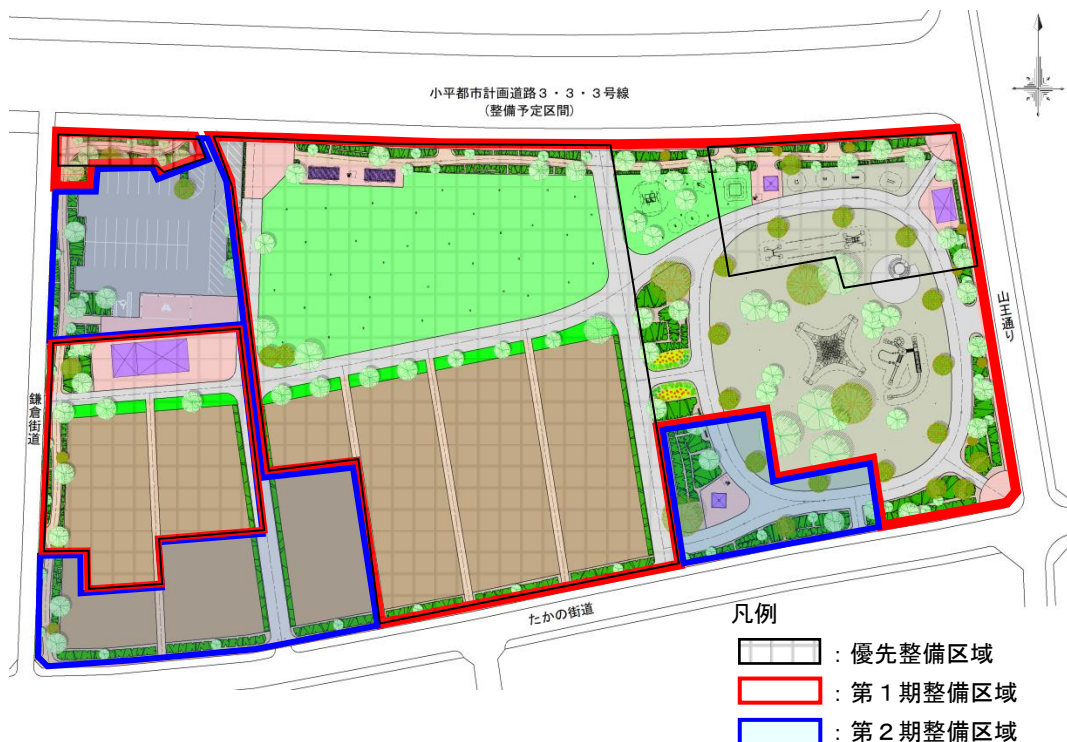 小平都市計画道路３・３・３号線
(整備予定区間)
山王通り
鎌倉街道
たかの街道
凡例
：優先整備区域
：第１期整備区域
：第２期整備区域